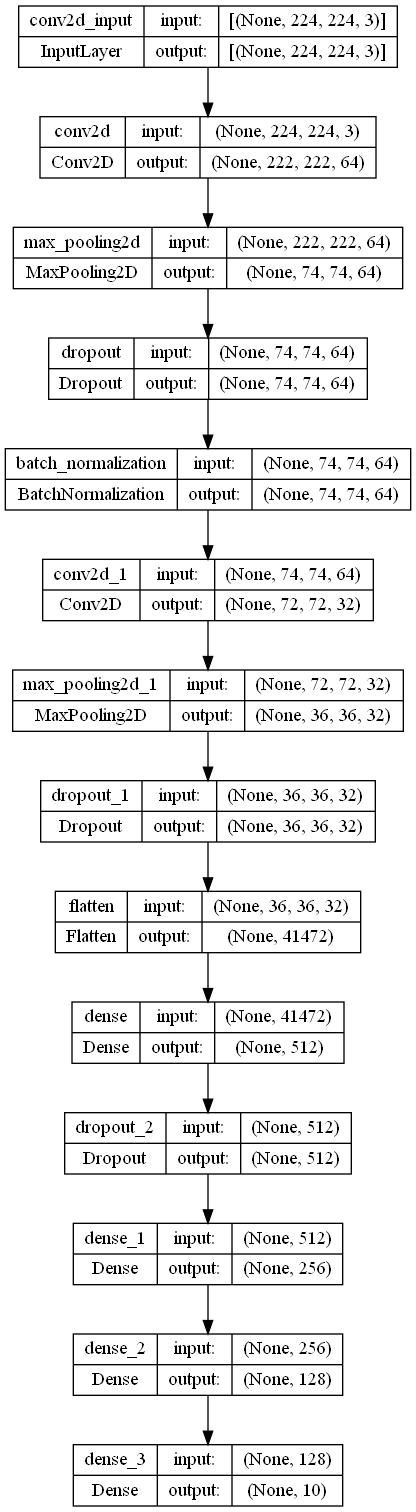 conv2d_input input: [(None, 224, 224, 3)]
InputLayer output: [(None, 224, 224, 3)]
conv2d input: (None, 224, 224, 3)
Conv2D output: (None, 222, 222, 64)
max_pooling2d input: (None, 222, 222, 64)
MaxPooling2D output: (None, 74, 74, 64)
dropout input: (None, 74, 74, 64)
Dropout output: (None, 74, 74, 64)
batch_normalization input: (None, 74, 74, 64)
BatchNormalization output: (None, 74, 74, 64)
conv2d_1 input: (None, 74, 74, 64)
Conv2D output: (None, 72, 72, 32)
max_pooling2d_1 input: (None, 72, 72, 32)
MaxPooling2D output: (None, 36, 36, 32)
dropout_1 input: (None, 36, 36, 32)
Dropout output: (None, 36, 36, 32)
flatten input: (None, 36, 36, 32)
Flatten output: (None, 41472)
dense input: (None, 41472)
Dense output: (None, 512)
dropout_2 input: (None, 512)
Dropout output: (None, 512)
dense_1 input: (None, 512)
Dense output: (None, 256)
dense_2 input: (None, 256)
Dense output: (None, 128)
dense_3 input: (None, 128)
Dense output: (None, 10)